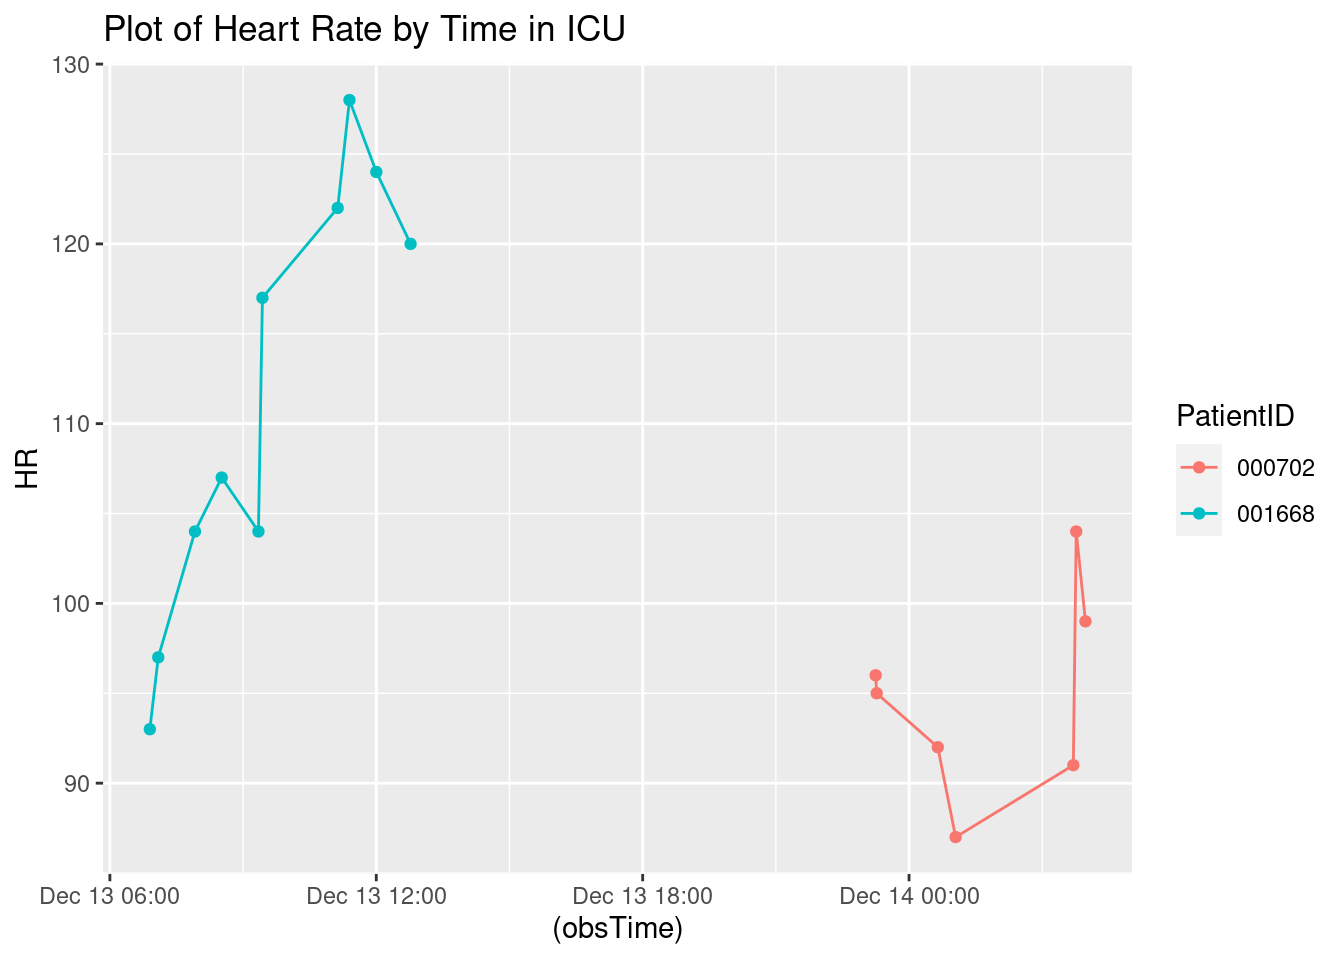 Plot of Heart Rate by Time in ICU
130
120
110
100
90
HR
Dec 13 06:00
Dec 13 12:00
Dec 13 18:00
Dec 14 00:00
(obsTime)
PatientID
000702
001668